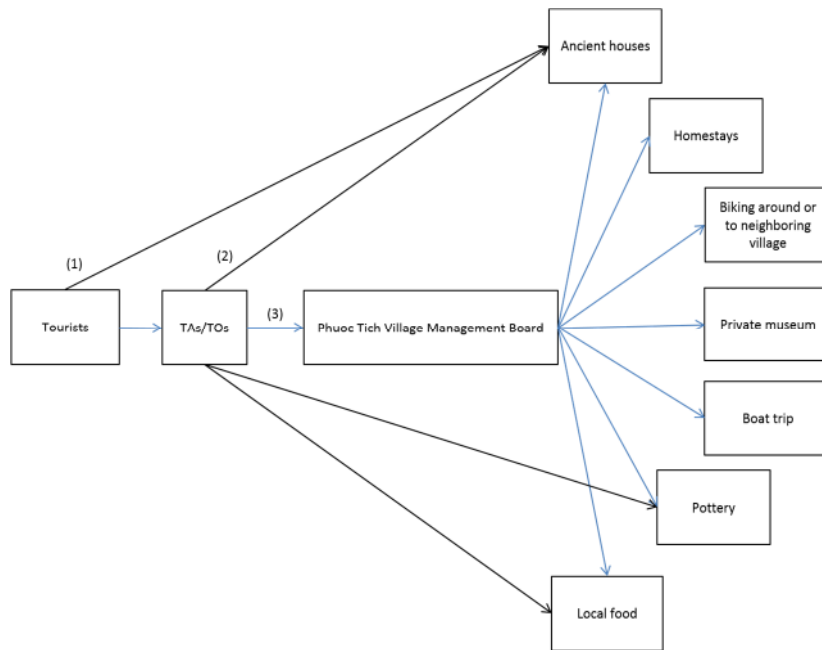 Ancient houses
Homestays
Biking around or
to neighboring
village
(1)
(2)
(3)
Tourists
TAs/TOs
Phuoc Tich Village Management Board
Private museum
Boat trip
Pottery
Local food